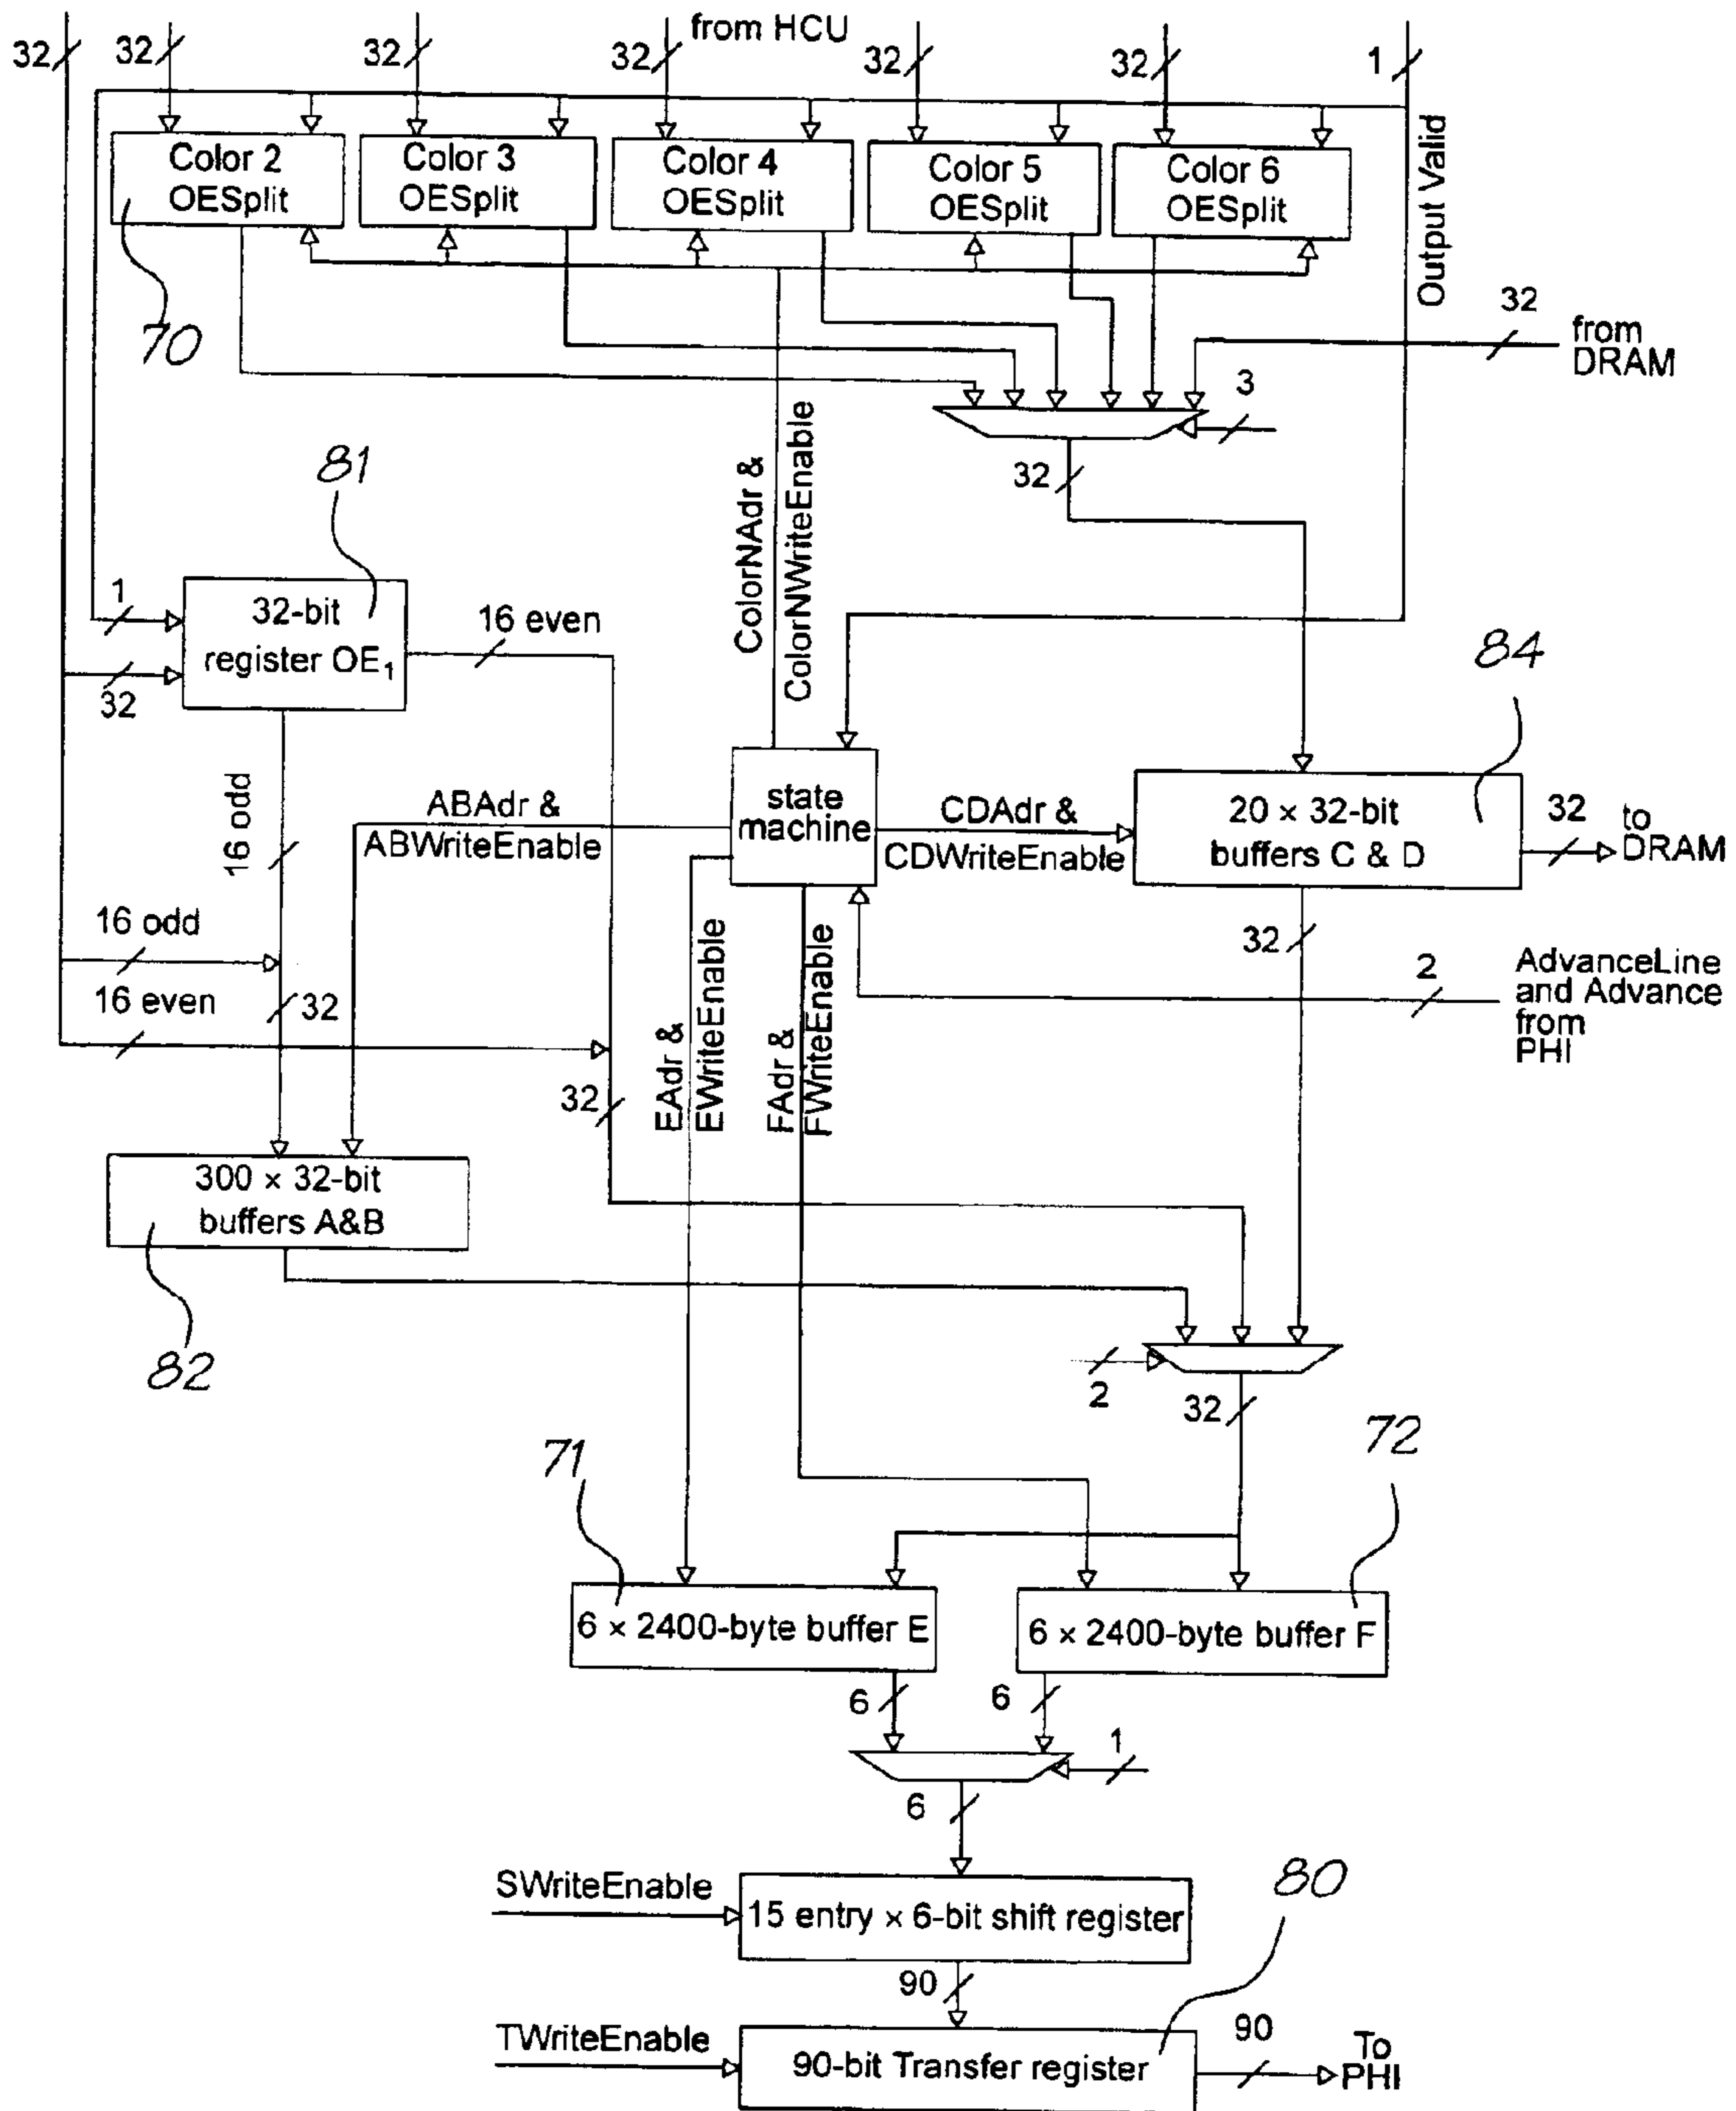 from HCU
32
32
32
32
32
32
1
Color 2
OESplit
Color 3
OESplit
Color 4
OESplit
Color 5
OESplit
Color 6
OESplit
Output Valid
70
32
from
DRAM
3
32
81
ColorNAdr &
ColorNWriteEnable
1
32
32-bit
register OE₁
16 even
84
16 odd
ABAdr &
ABWriteEnable
state
machine
CDAdr &
CDWriteEnable
20 × 32-bit
buffers C & D
32
to
DRAM
16 odd
16 even
32
32
EAdr &
EWriteEnable
FAdr &
FWriteEnable
32
2
AdvanceLine
and Advance
from
PHI
300 × 32-bit
buffers A&B
82
2
32
71
72
6 × 2400-byte buffer E
6 × 2400-byte buffer F
6
6
1
6
80
SWriteEnable
15 entry × 6-bit shift register
90
TWriteEnable
90-bit Transfer register
90
To
PHI